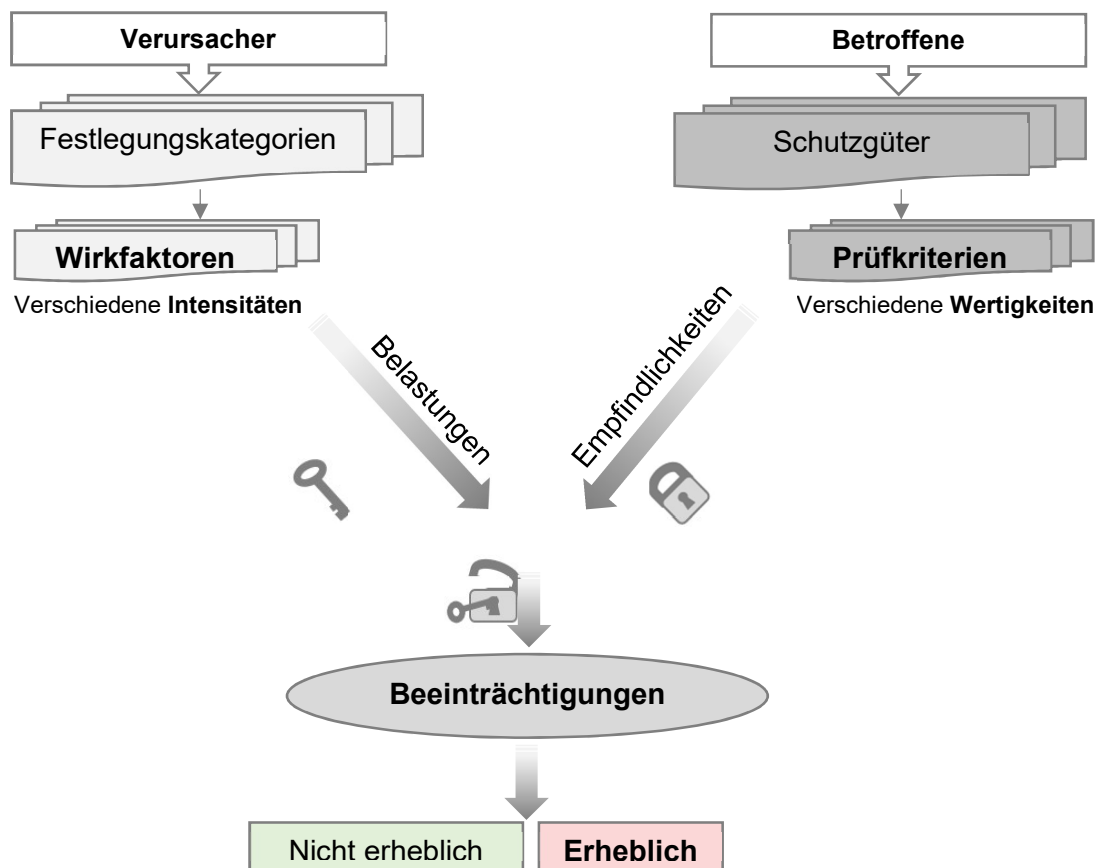 Verursacher
Betroffene
Festlegungskategorien
Schutzgüter
Wirkfaktoren
Prüfkriterien
Verschiedene Intensitäten
Verschiedene Wertigkeiten
Belastungen
Empfindlichkeiten
Beeinträchtigungen
Nicht erheblich
Erheblich